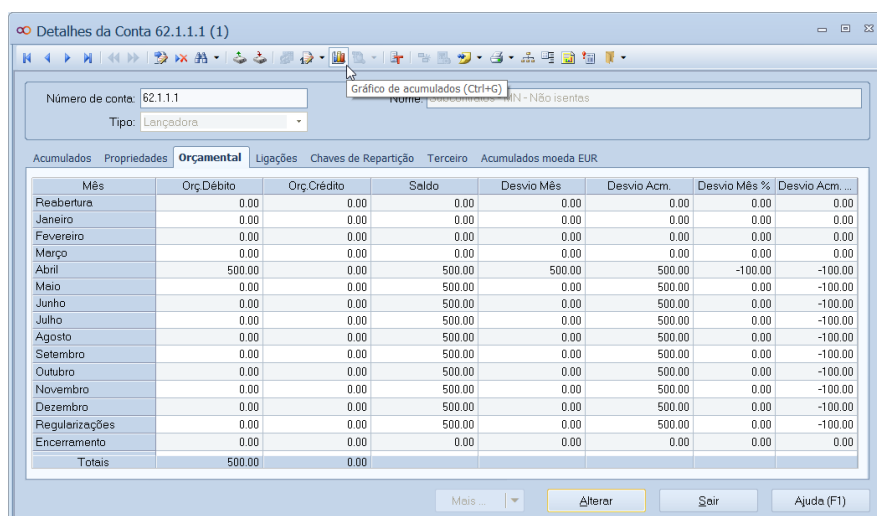 Detalhes da Conta 62.1.1.1 (1)
Gráfico de acumulados (Ctrl+G)
Número de conta: 62.1.1.1 Nome: Subcontratos - MN - Não isentas
Tipo: Lançadora
Acumulados Propriedades Orçamental Ligações Chaves de Repartição Terceiro Acumulados moeda EUR
Mês Orç.Débito Orç.Crédito Saldo Desvio Mês Desvio Acm. Desvio Mês % Desvio Acm. ...
Reabertura 0.00 0.00 0.00 0.00 0.00 0.00 0.00
Janeiro 0.00 0.00 0.00 0.00 0.00 0.00 0.00
Fevereiro 0.00 0.00 0.00 0.00 0.00 0.00 0.00
Março 0.00 0.00 0.00 0.00 0.00 0.00 0.00
Abril 500.00 0.00 500.00 500.00 500.00 -100.00 -100.00
Maio 0.00 0.00 500.00 0.00 500.00 0.00 -100.00
Junho 0.00 0.00 500.00 0.00 500.00 0.00 -100.00
Julho 0.00 0.00 500.00 0.00 500.00 0.00 -100.00
Agosto 0.00 0.00 500.00 0.00 500.00 0.00 -100.00
Setembro 0.00 0.00 500.00 0.00 500.00 0.00 -100.00
Outubro 0.00 0.00 500.00 0.00 500.00 0.00 -100.00
Novembro 0.00 0.00 500.00 0.00 500.00 0.00 -100.00
Dezembro 0.00 0.00 500.00 0.00 500.00 0.00 -100.00
Regularizações 0.00 0.00 500.00 0.00 500.00 0.00 -100.00
Encerramento 0.00 0.00 0.00 0.00 0.00 0.00 0.00
Totais 500.00 0.00
Mais ... Alterar Sair Ajuda (F1)